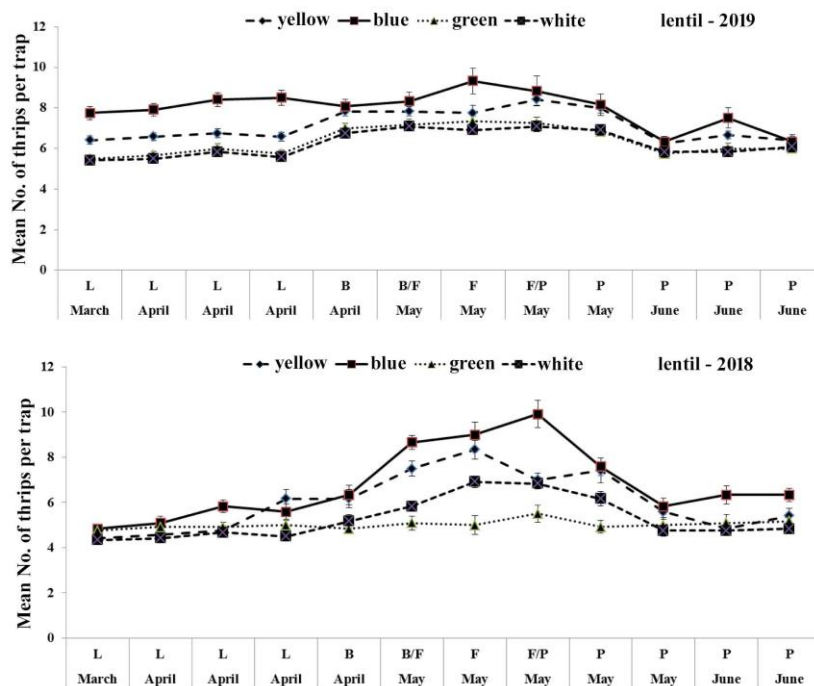 yellow blue green white lentil - 2019
Mean No. of thrips per trap
12
10
8
6
4
2
0
L L L L B B/F F F/P P P P P
March April April April April May May May May June June June
yellow blue green white lentil - 2018
Mean No. of thrips per trap
12
10
8
6
4
2
0
L L L L B B/F F F/P P P P P
March April April April April May May May May May June June